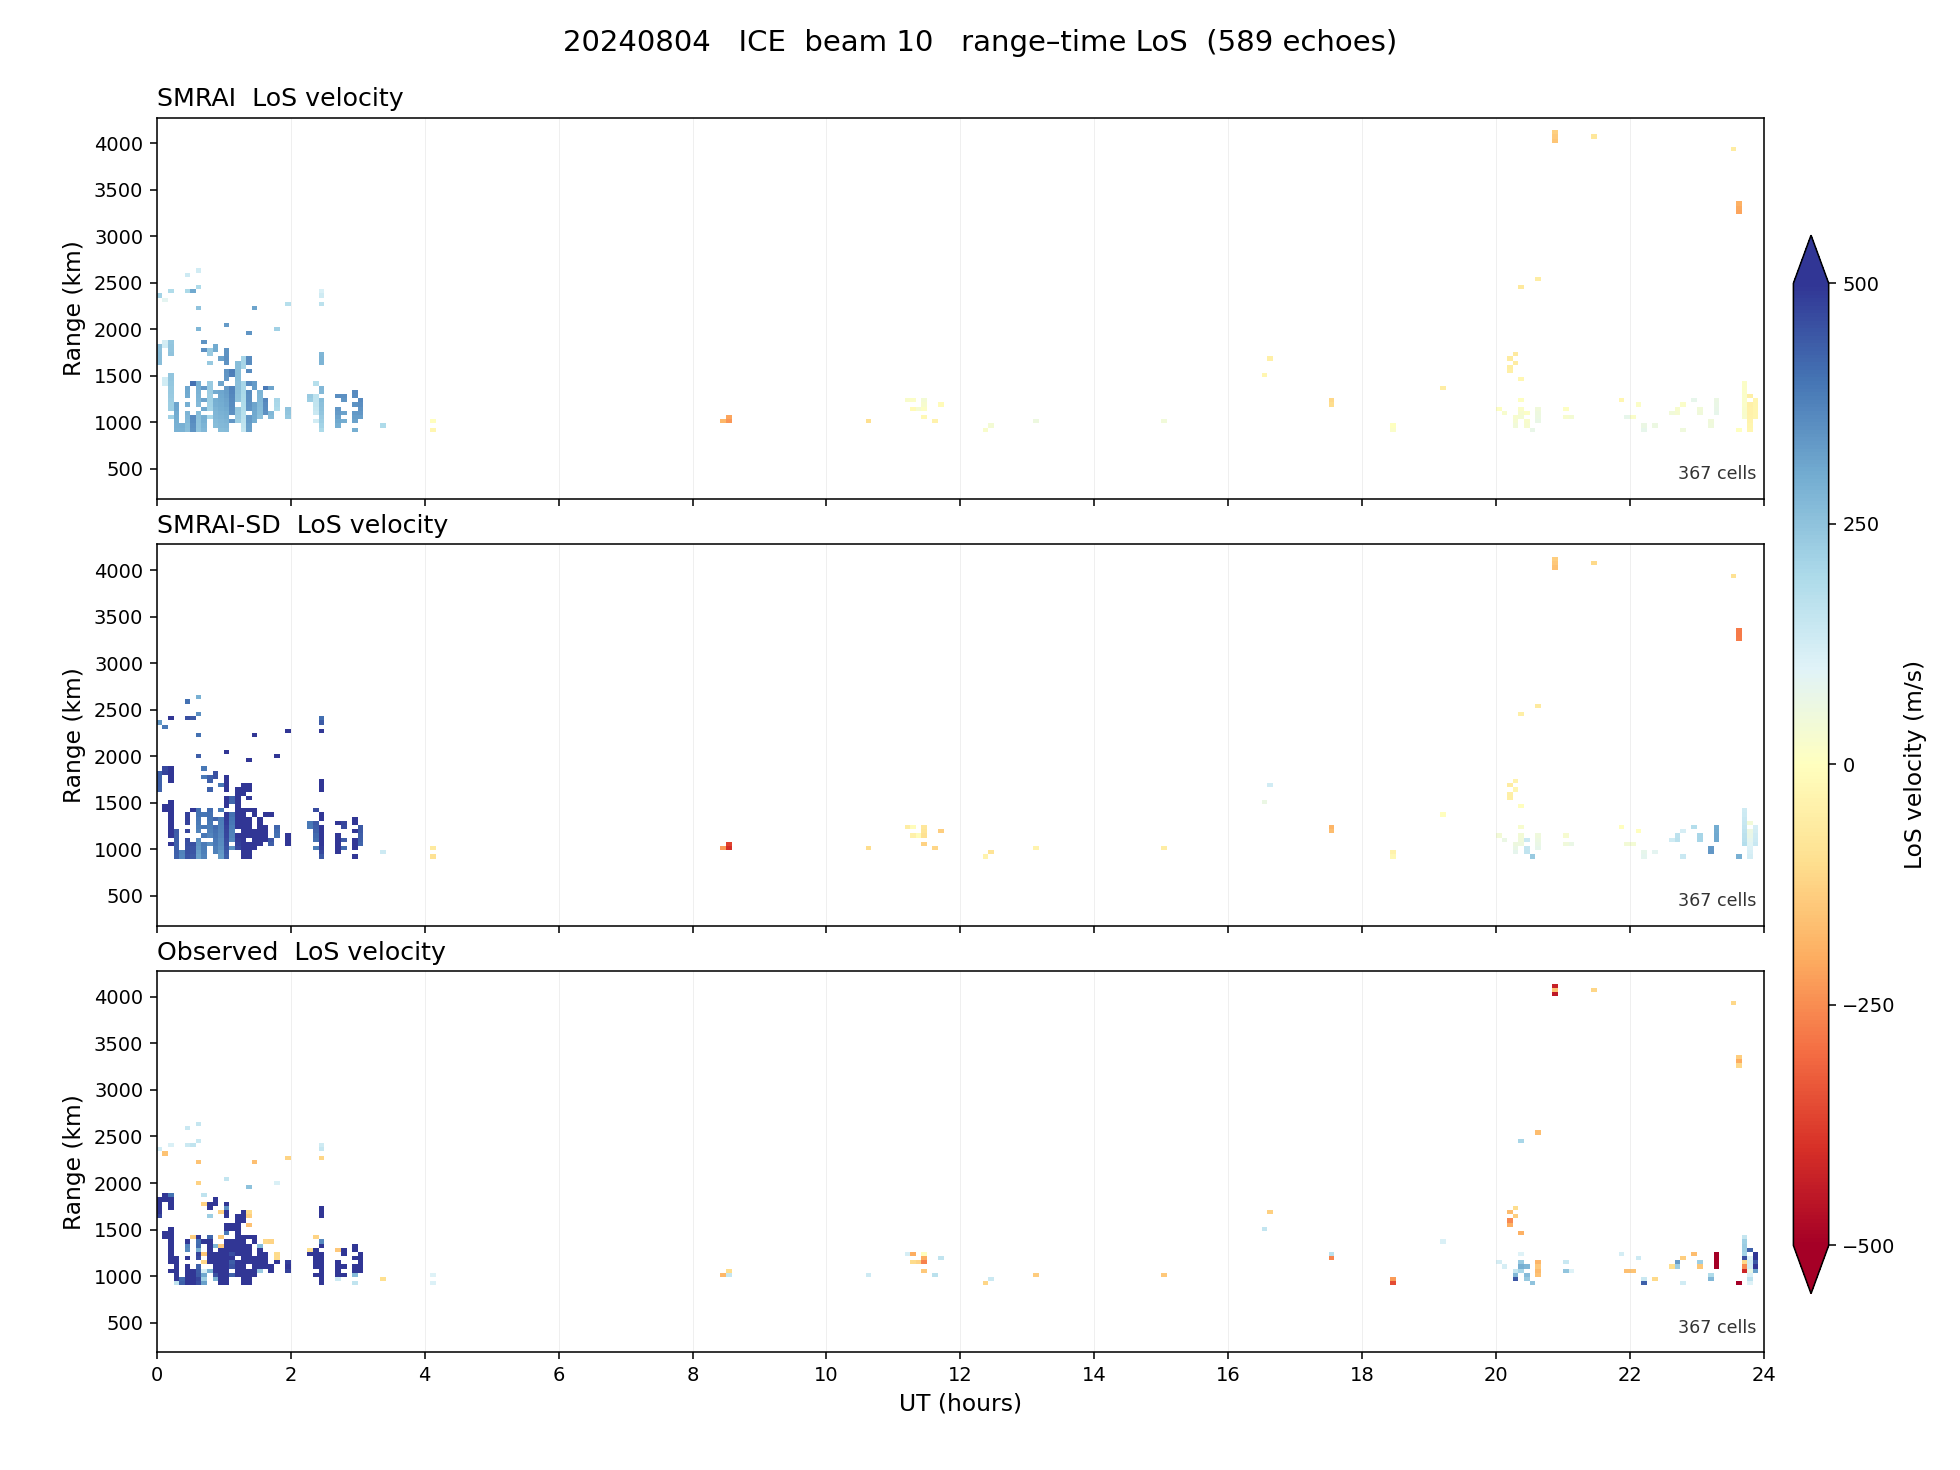 20240804   ICE  beam 10   range–time LoS  (589 echoes)
SMRAI  LoS velocity
4000
3500
3000
2500
2000
1500
1000
500
Range (km)
367 cells
SMRAI-SD  LoS velocity
4000
3500
3000
2500
2000
1500
1000
500
Range (km)
367 cells
Observed  LoS velocity
4000
3500
3000
2500
2000
1500
1000
500
Range (km)
367 cells
0 2 4 6 8 10 12 14 16 18 20 22 24
UT (hours)
500
250
0
−250
−500
LoS velocity (m/s)